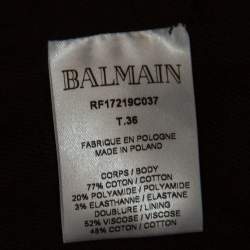 BALMAIN
RF17219C037
T.36
FABRIQUE EN POLOGNE
MADE IN POLAND
CORPS / BODY
77% COTON / COTTON
20% POLYAMIDE / POLYAMIDE
3% ELASTHANNE / ELASTANE
DOUBLURE / LINING
52% VISCOSE / VISCOSE
48% COTON / COTTON